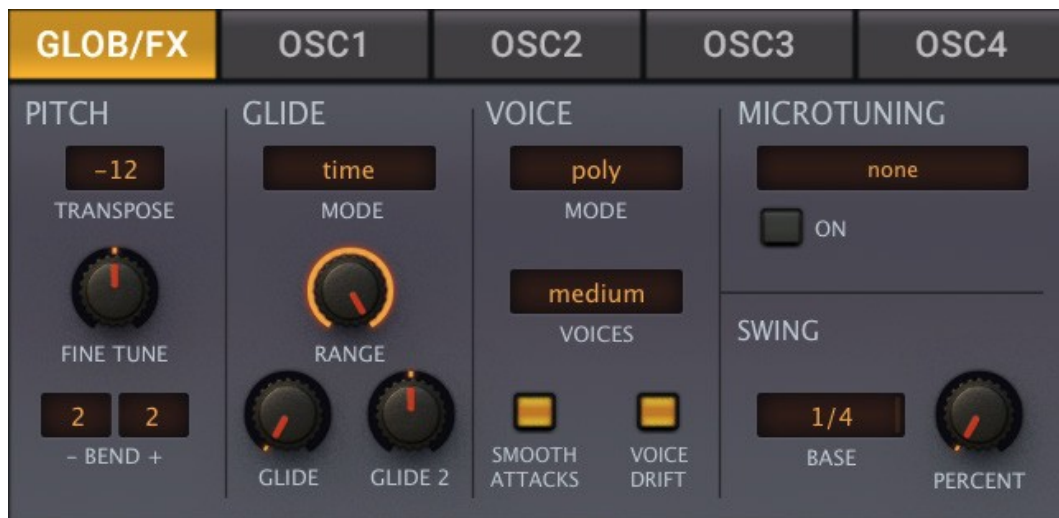 GLOB/FX
OSC1
OSC2
OSC3
OSC4
PITCH
-12
TRANSPOSE
FINE TUNE
2 2
- BEND +
GLIDE
time
MODE
RANGE
GLIDE
GLIDE 2
VOICE
poly
MODE
medium
VOICES
SMOOTH
ATTACKS
VOICE
DRIFT
MICROTUNING
none
ON
SWING
1/4
BASE
PERCENT